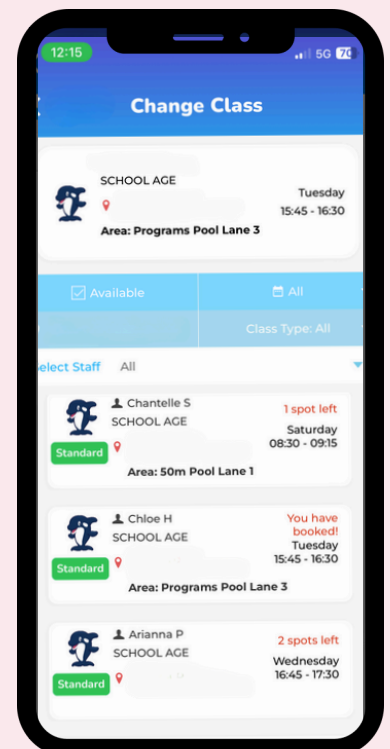 12:15
5G 70
Change Class
SCHOOL AGE
Tuesday
15:45 - 16:30
Area: Programs Pool Lane 3
Available
All
Class Type: All
Select Staff All
Chantelle S
1 spot left
SCHOOL AGE
Saturday
08:30 - 09:15
Standard
Area: 50m Pool Lane 1
Chloe H
You have
booked!
SCHOOL AGE
Tuesday
15:45 - 16:30
Standard
Area: Programs Pool Lane 3
Arianna P
2 spots left
SCHOOL AGE
Wednesday
16:45 - 17:30
Standard